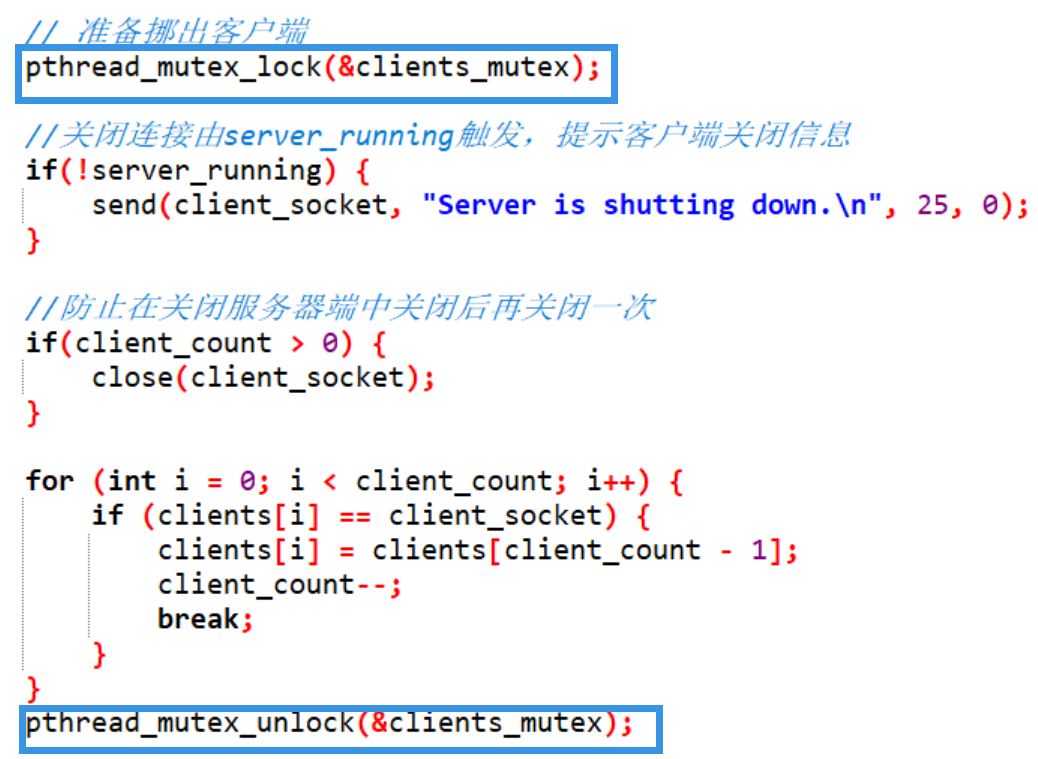 // 准备挪出客户端
pthread_mutex_lock(&clients_mutex);
//关闭连接由server_running触发，提示客户端关闭信息
if(!server_running) {
send(client_socket, "Server is shutting down.\n", 25, 0);
}
//防止在关闭服务器端中关闭后再关闭一次
if(client_count > 0) {
close(client_socket);
}
for (int i = 0; i < client_count; i++) {
if (clients[i] == client_socket) {
clients[i] = clients[client_count - 1];
client_count--;
break;
}
}
pthread_mutex_unlock(&clients_mutex);